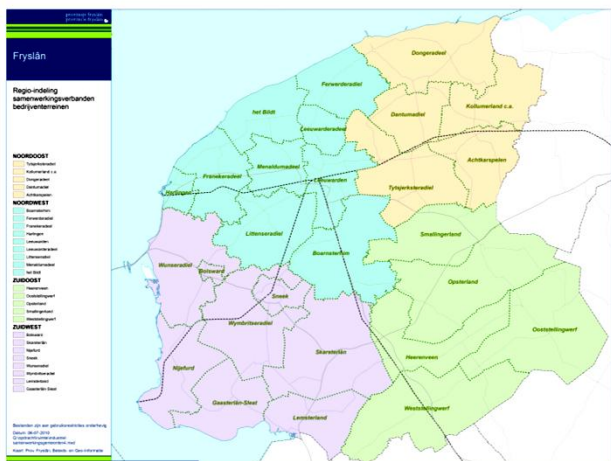 provinsje fryslân
provincie fryslân
Fryslân
Regio-indeling
samenwerkingsverbanden
bedrijventerreinen
NOORDOOST
Tytsjerksteradiel
Kollumerland c.a.
Dongeradeel
Dantumadiel
Achtkarspelen
NOORDWEST
Boarnsterhim
Ferwerderadiel
Franekeradeel
Harlingen
Leeuwarden
Leeuwarderadeel
Littenseradiel
Menaldumadeel
het Bildt
ZUIDOOST
Heerenveen
Ooststellingwerf
Opsterland
Smallingerland
Weststellingwerf
ZUIDWEST
Bolsward
Skarsterlân
Nijefurd
Sneek
Wunseradiel
Wymbritseradiel
Lemsterland
Gaasterlân-Sleat
Dongeradeel
Ferwerderadiel
het Bildt
Kollumerland c.a.
Dantumadiel
Leeuwarderadeel
Achtkarspelen
Menaldumadeel
Franekeradeel
Leeuwarden
Tytsjerksteradiel
Harlingen
Littenseradiel
Smallingerland
Boarnsterhim
Wunseradiel
Bolsward
Opsterland
Sneek
Wymbritseradiel
Ooststellingwerf
Skarsterlân
Heerenveen
Nijefurd
Gaasterlân-Sleat
Weststellingwerf
Lemsterland